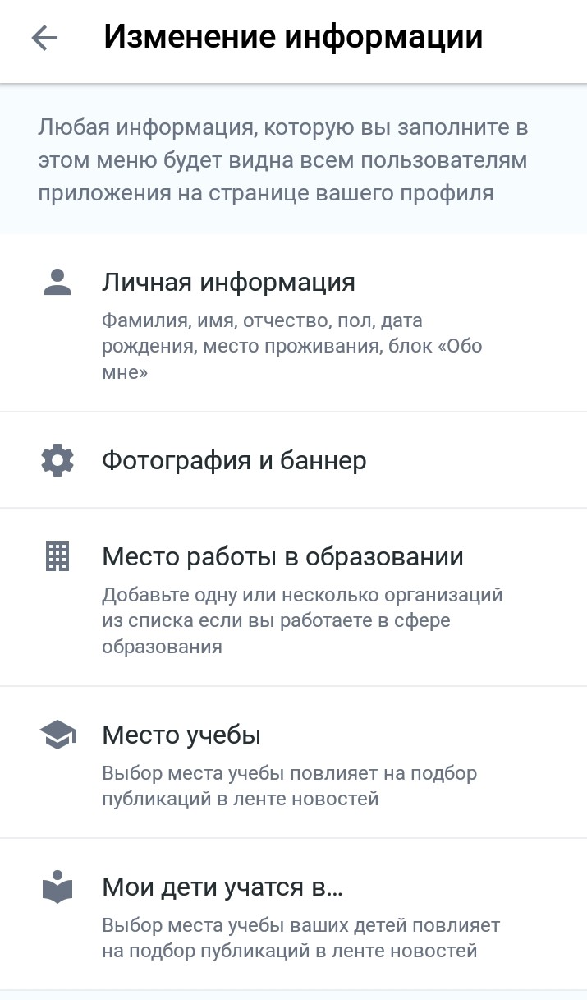 Изменение информации
Любая информация, которую вы заполните в
этом меню будет видна всем пользователям
приложения на странице вашего профиля
Личная информация
Фамилия, имя, отчество, пол, дата
рождения, место проживания, блок «Обо
мне»
Фотография и баннер
Место работы в образовании
Добавьте одну или несколько организаций
из списка если вы работаете в сфере
образования
Место учебы
Выбор места учебы повлияет на подбор
публикаций в ленте новостей
Мои дети учатся в...
Выбор места учебы ваших детей повлияет
на подбор публикаций в ленте новостей